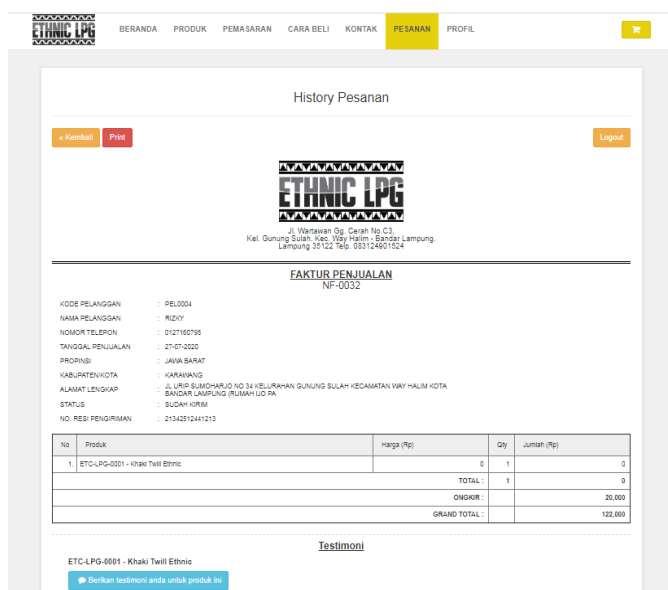 ETHNIC LPG
BERANDA PRODUK PEMASARAN CARA BELI KONTAK PESANAN PROFIL
History Pesanan
« Kembali Print Logout
ETHNIC LPG
Jl. Wartawan Gg. Cerah No.C3,
Kel. Gunung Sulah, Kec. Way Halim - Bandar Lampung.
Lampung 35122 Telp. 083124901524
FAKTUR PENJUALAN
NF-0032
KODE PELANGGAN : PEL0004
NAMA PELANGGAN : RIZKY
NOMOR TELEPON : 0127160795
TANGGAL PENJUALAN : 27-07-2020
PROPINSI : JAWA BARAT
KABUPATEN/KOTA : KARAWANG
ALAMAT LENGKAP : JL URIP SUMOHARJO NO 34 KELURAHAN GUNUNG SULAH KECAMATAN WAY HALIM KOTA
BANDAR LAMPUNG (RUMAH IJO PA
STATUS : SUDAH KIRIM
NO. RESI PENGIRIMAN : 21342512441213
No Produk Harga (Rp) Qty Jumlah (Rp)
1. ETC-LPG-0001 - Khaki Twill Ethnic 0 1 0
TOTAL : 1 0
ONGKIR : 20,000
GRAND TOTAL : 122,000
Testimoni
ETC-LPG-0001 - Khaki Twill Ethnic
Berikan testimoni anda untuk produk ini